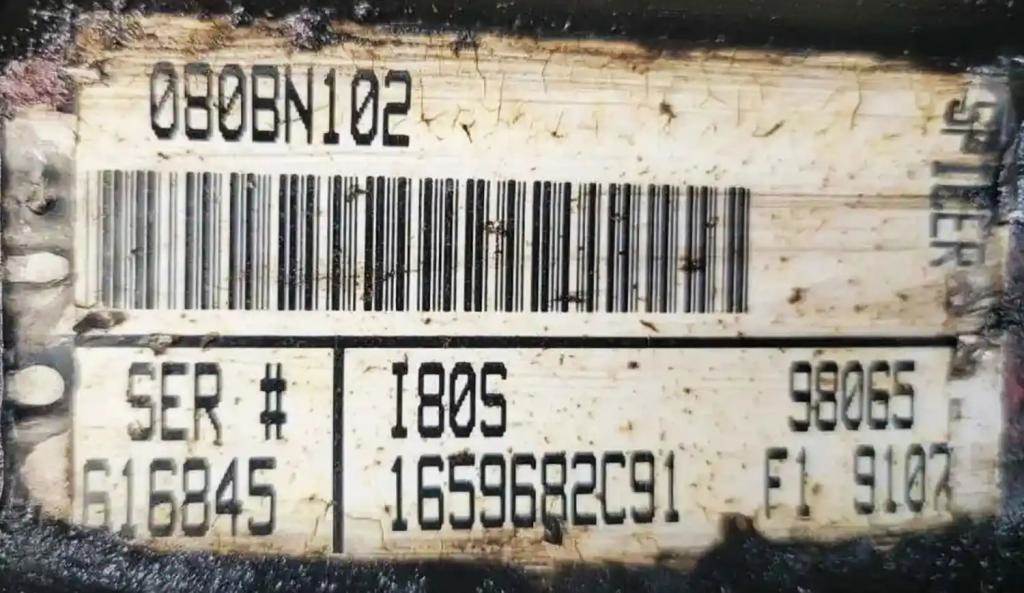 080BN102
SPICER
SER # I80S 98065
616845 1659682C91 F1 9107